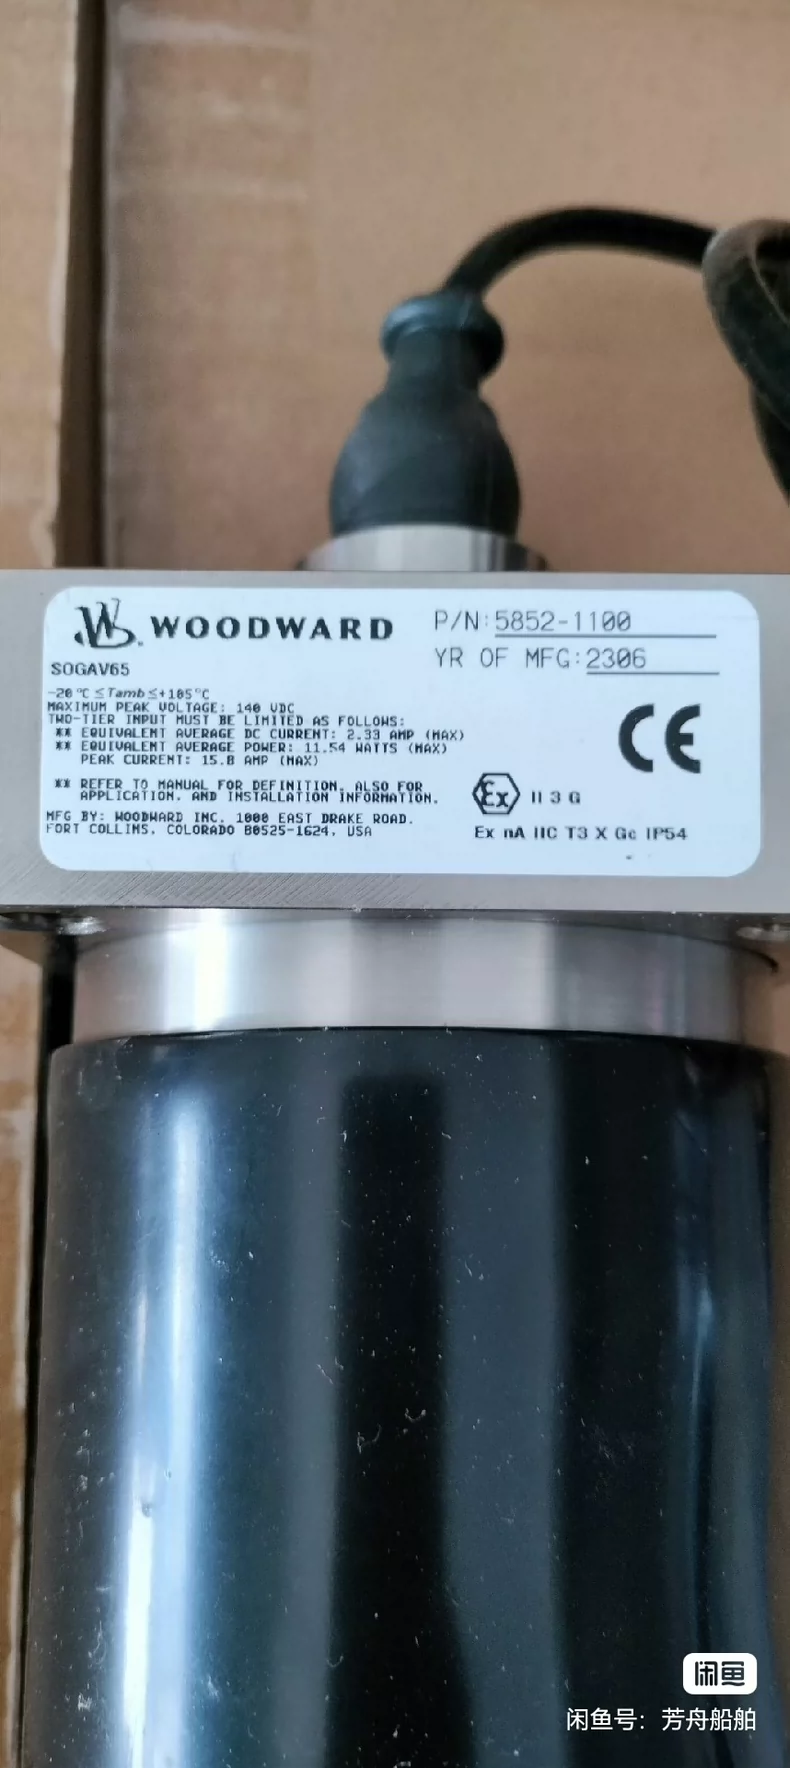 WOODWARD
P/N:5852-1100
YR OF MFG:2306
SOGAV65
-20 °C ≤Tamb≤+105°C
MAXIMUM PEAK VOLTAGE: 140 VDC
TWO-TIER INPUT MUST BE LIMITED AS FOLLOWS:
** EQUIVALENT AVERAGE DC CURRENT: 2.33 AMP (MAX)
** EQUIVALENT AVERAGE POWER: 11.54 WATTS (MAX)
PEAK CURRENT: 15.8 AMP (MAX)
** REFER TO MANUAL FOR DEFINITION. ALSO FOR
APPLICATION. AND INSTALLATION INFORMATION.
MFG BY: WOODWARD INC. 1000 EAST DRAKE ROAD.
FORT COLLINS. COLORADO 80525-1624, USA
CE
Ex II 3 G
Ex nA IIC T3 X Gc IP54
闲鱼
闲鱼号：芳舟船舶